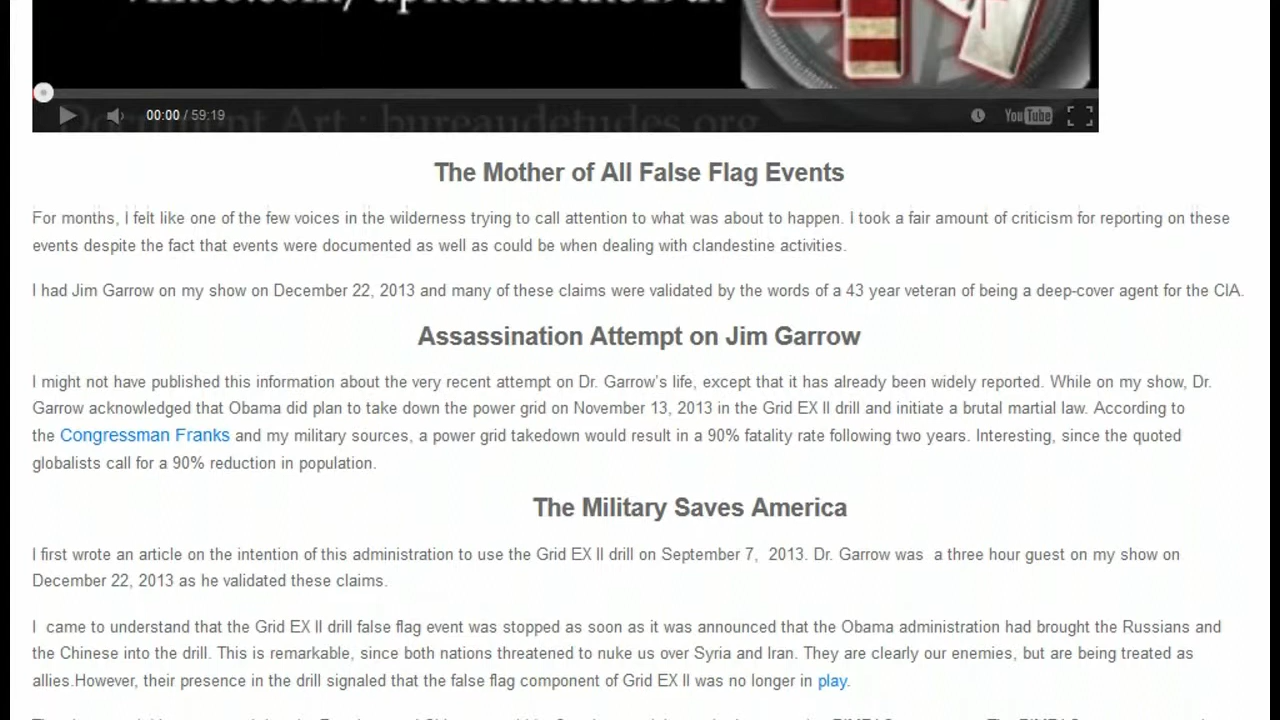 00:00 / 59:19
YouTube
Document Art : bureaudetudes.org
The Mother of All False Flag Events
For months, I felt like one of the few voices in the wilderness trying to call attention to what was about to happen. I took a fair amount of criticism for reporting on these
events despite the fact that events were documented as well as could be when dealing with clandestine activities.
I had Jim Garrow on my show on December 22, 2013 and many of these claims were validated by the words of a 43 year veteran of being a deep-cover agent for the CIA.
Assassination Attempt on Jim Garrow
I might not have published this information about the very recent attempt on Dr. Garrow's life, except that it has already been widely reported. While on my show, Dr.
Garrow acknowledged that Obama did plan to take down the power grid on November 13, 2013 in the Grid EX II drill and initiate a brutal martial law. According to
the Congressman Franks and my military sources, a power grid takedown would result in a 90% fatality rate following two years. Interesting, since the quoted
globalists call for a 90% reduction in population.
The Military Saves America
I first wrote an article on the intention of this administration to use the Grid EX II drill on September 7, 2013. Dr. Garrow was a three hour guest on my show on
December 22, 2013 as he validated these claims.
I came to understand that the Grid EX II drill false flag event was stopped as soon as it was announced that the Obama administration had brought the Russians and
the Chinese into the drill. This is remarkable, since both nations threatened to nuke us over Syria and Iran. They are clearly our enemies, but are being treated as
allies.However, their presence in the drill signaled that the false flag component of Grid EX II was no longer in play.